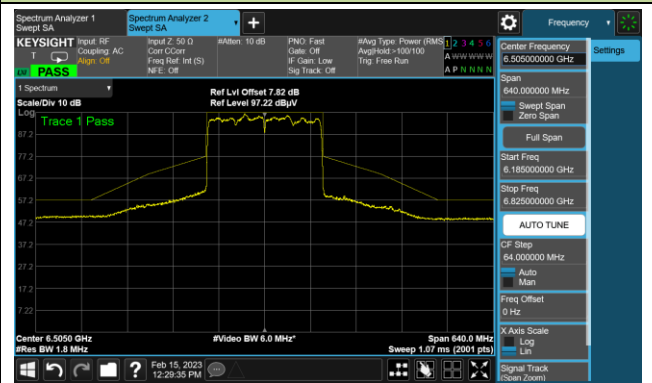 Spectrum Analyzer 1
Swept SA
Spectrum Analyzer 2
Swept SA
Frequency
KEYSIGHT
T
PASS
Input: RF
Coupling: AC
Align: Off
Input Z: 50 Ω
Corr CCorr
Freq Ref: Int (S)
NFE: Off
#Atten: 10 dB
PNO: Fast
Gate: Off
IF Gain: Low
Sig Track: Off
#Avg Type: Power (RMS)
Avg|Hold:>100/100
Trig: Free Run
1 2 3 4 5 6
A W W W W W
A P N N N N
Settings
Center Frequency
6.505000000 GHz
Span
640.000000 MHz
Swept Span
Zero Span
Full Span
Start Freq
6.185000000 GHz
Stop Freq
6.825000000 GHz
AUTO TUNE
CF Step
64.000000 MHz
Auto
Man
Freq Offset
0 Hz
X Axis Scale
Log
Lin
Signal Track
(Span Zoom)
1 Spectrum
Scale/Div 10 dB
Ref Lvl Offset 7.82 dB
Ref Level 97.22 dBµV
Log
Trace 1 Pass
87.2
77.2
67.2
57.2
47.2
37.2
27.2
17.2
7.22
Center 6.5050 GHz
#Res BW 1.8 MHz
#Video BW 6.0 MHz*
Span 640.0 MHz
Sweep 1.07 ms (2001 pts)
?
Feb 15, 2023
12:29:35 PM